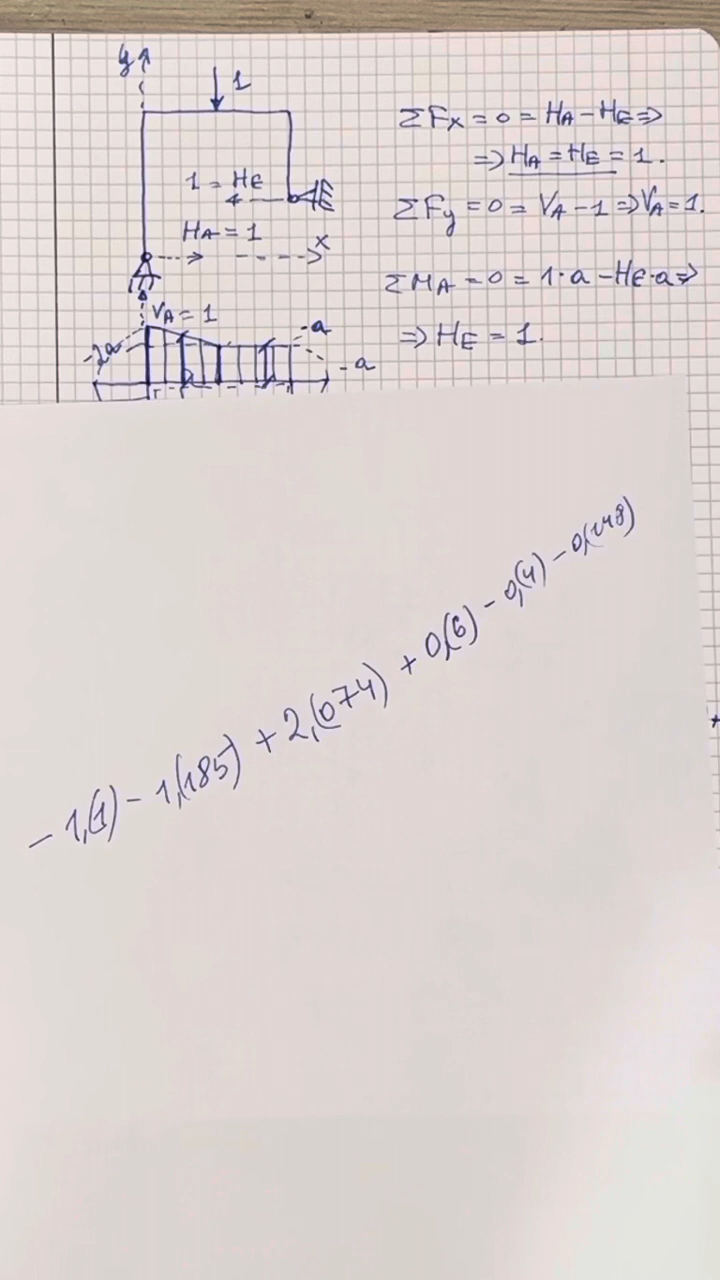 y
1
ΣFx = 0 = HA - HE =>
1 = HE
=> HA = HE = 1.
E
ΣFy = 0 = VA - 1 => VA = 1.
HA = 1
x
ΣMA = 0 = 1·a - HE·a =>
VA = 1
=> HE = 1.
-a
-2a
-a
- 1,(1) - 1,(185) + 2,(074) + 0,(6) - 0,(4) - 0,(148)